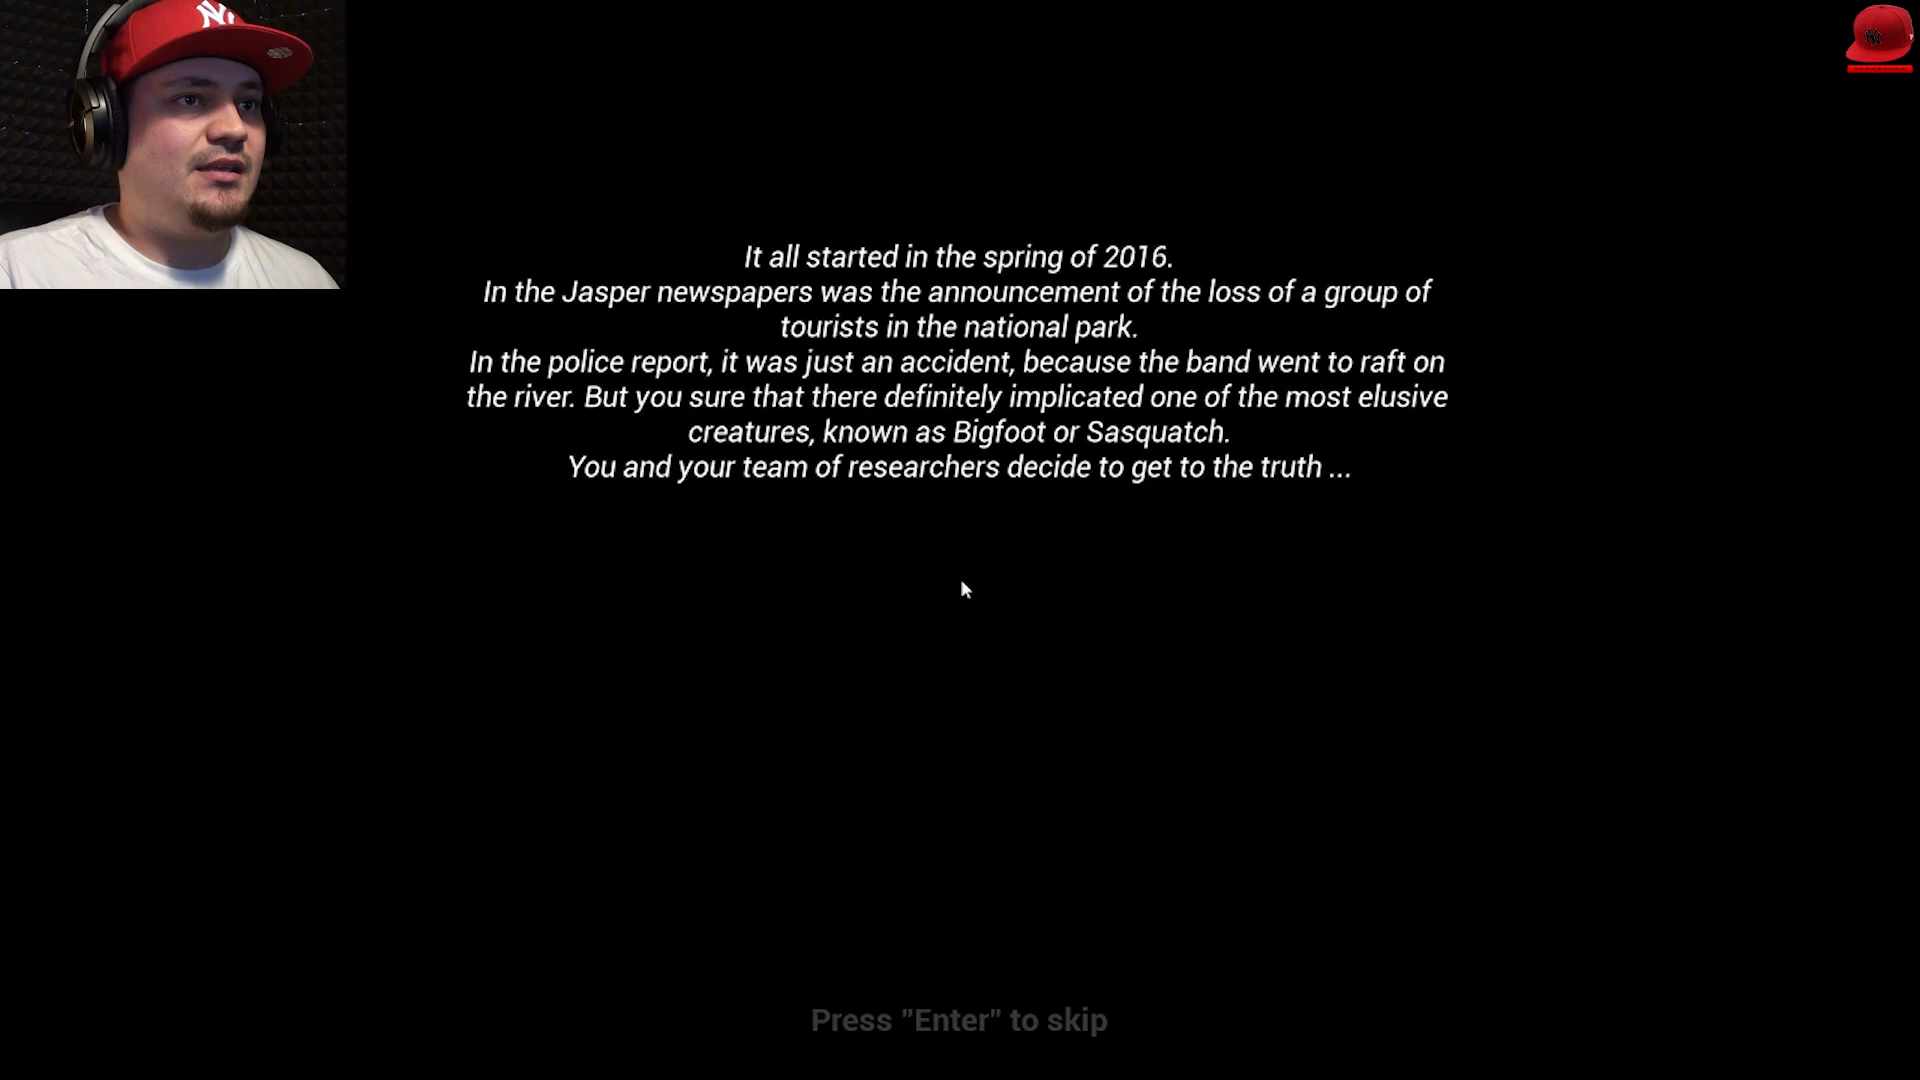 NY
It all started in the spring of 2016.
In the Jasper newspapers was the announcement of the loss of a group of
tourists in the national park.
In the police report, it was just an accident, because the band went to raft on
the river. But you sure that there definitely implicated one of the most elusive
creatures, known as Bigfoot or Sasquatch.
You and your team of researchers decide to get to the truth ...
Press "Enter" to skip